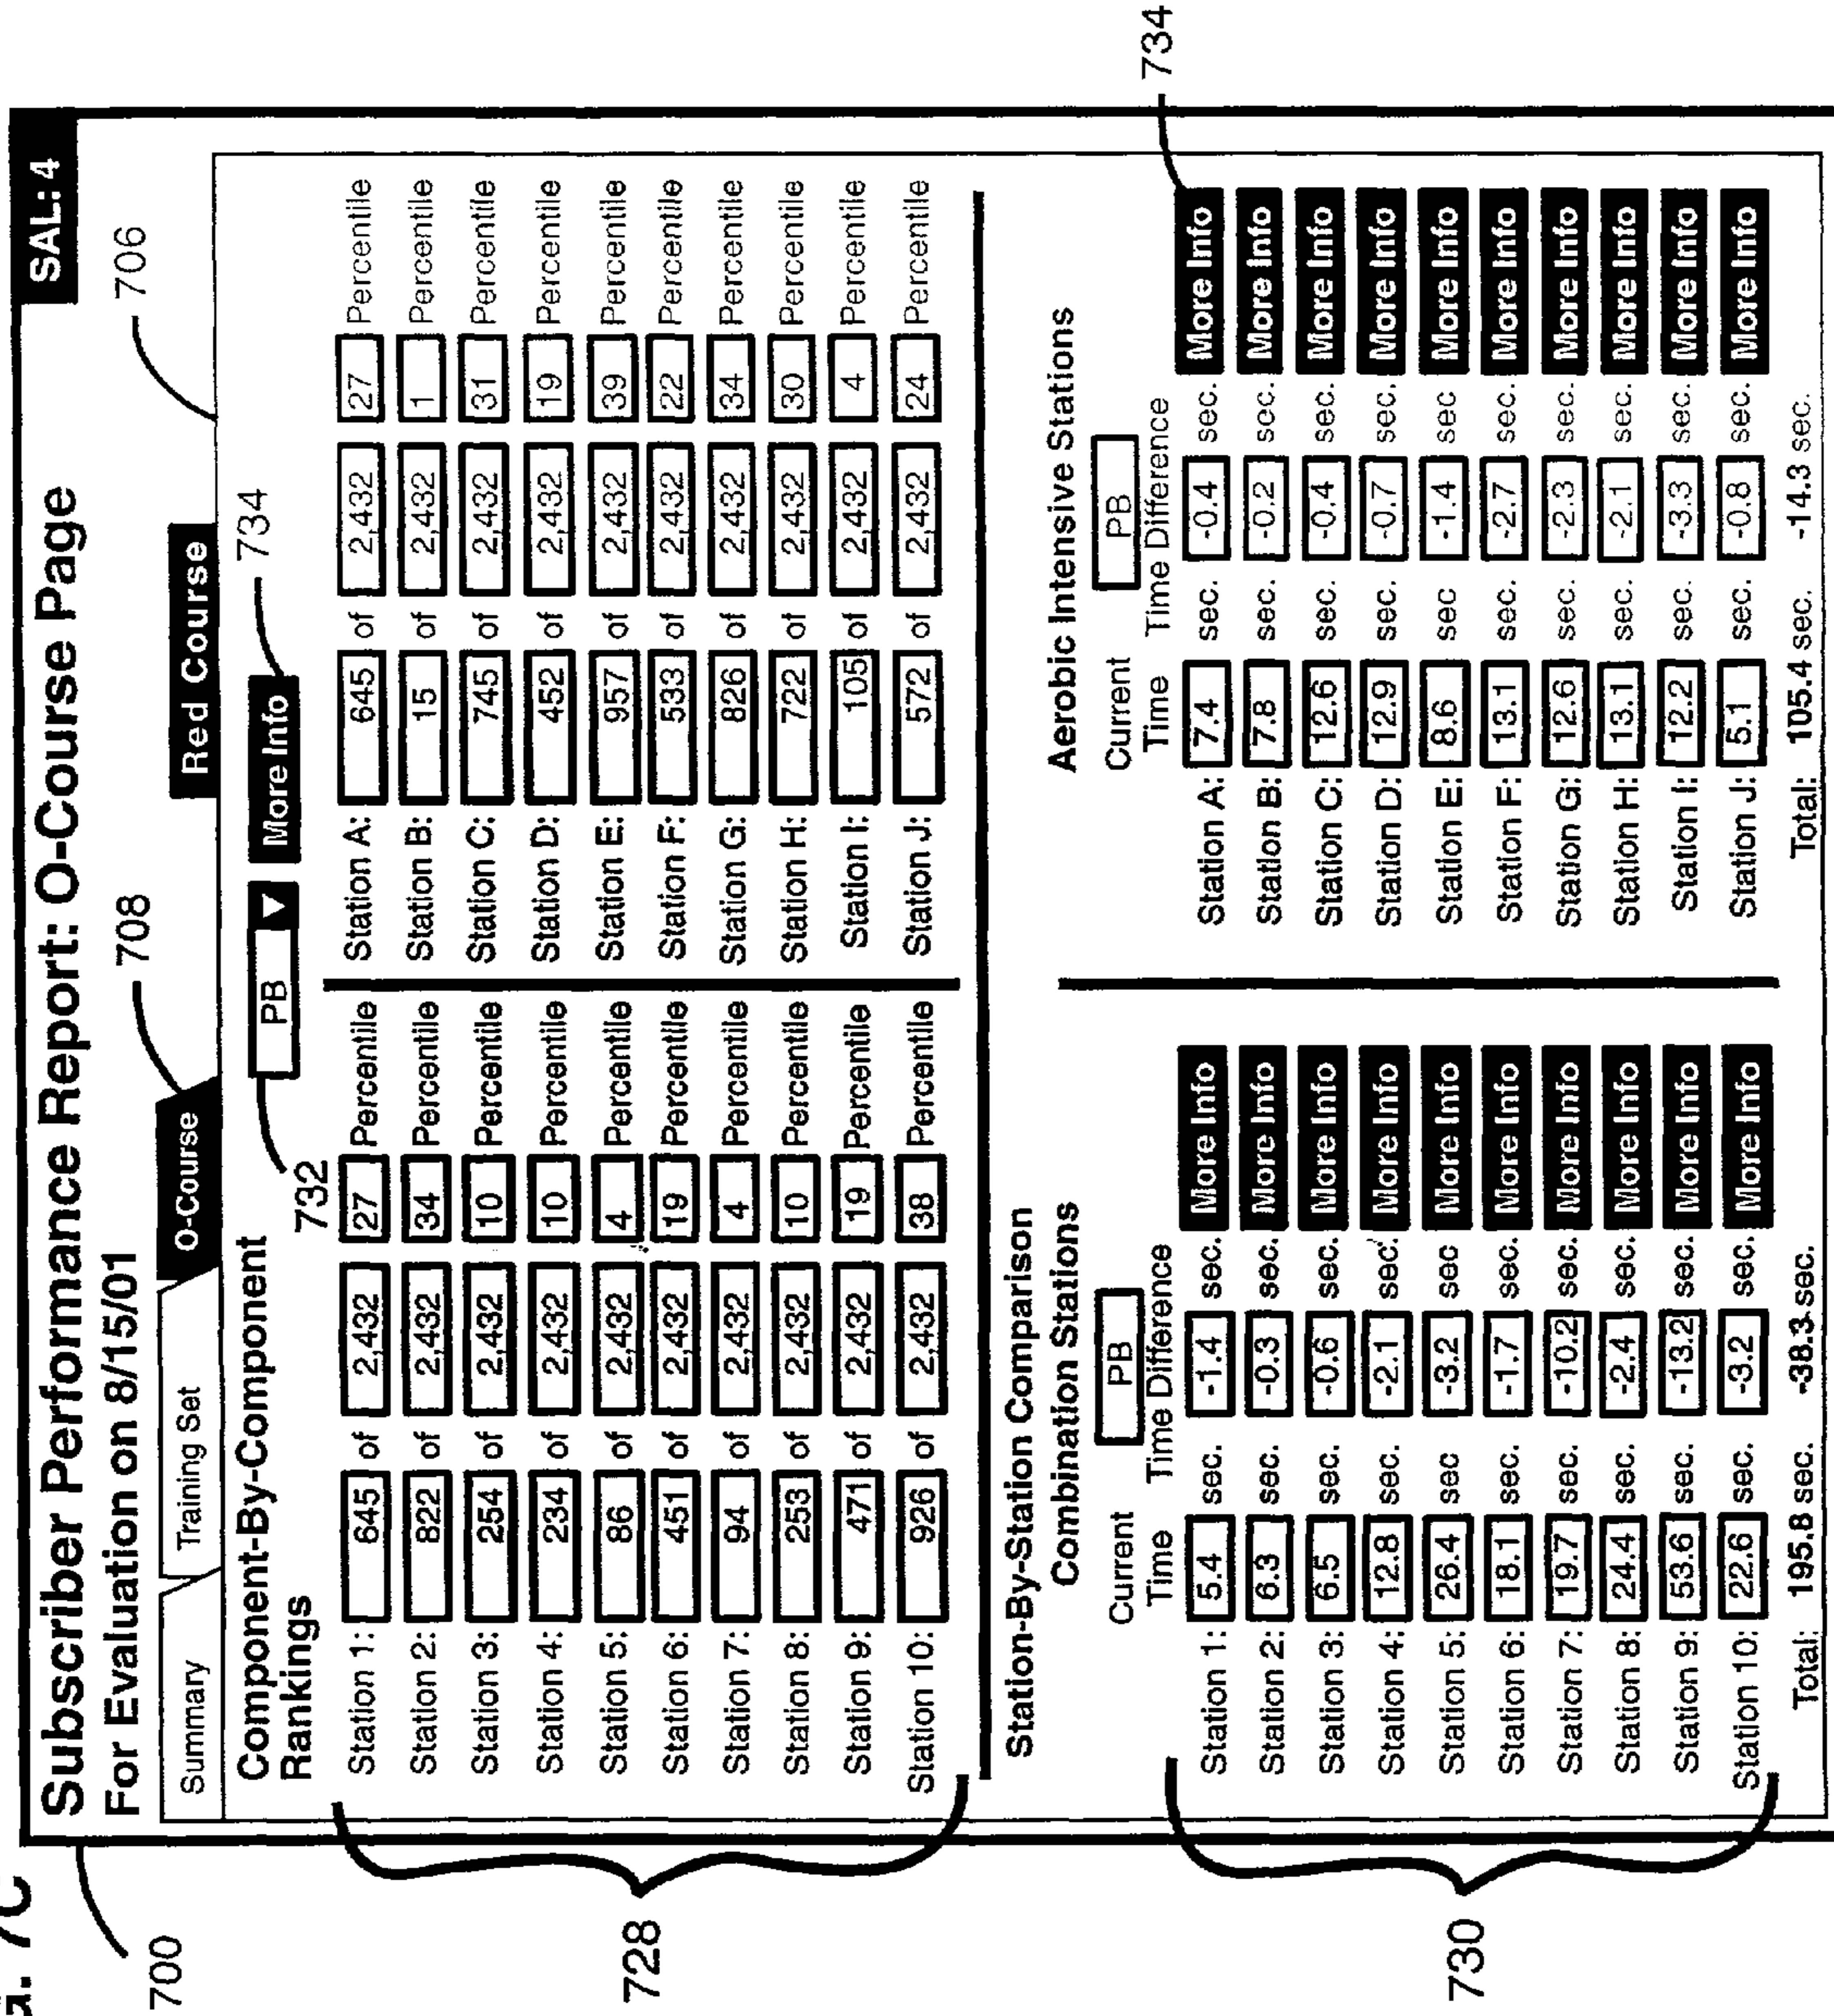 SAL: 4
Subscriber Performance Report: O-Course Page
700
For Evaluation on 8/15/01
708
706
Summary
Training Set
O-Course
Red Course
Component-By-Component
Rankings
732
PB
More Info
734
728
Station 1: 645 of 2,432 27 Percentile
Station 2: 822 of 2,432 34 Percentile
Station 3: 254 of 2,432 10 Percentile
Station 4: 234 of 2,432 10 Percentile
Station 5: 86 of 2,432 4 Percentile
Station 6: 451 of 2,432 19 Percentile
Station 7: 94 of 2,432 4 Percentile
Station 8: 253 of 2,432 10 Percentile
Station 9: 471 of 2,432 19 Percentile
Station 10: 926 of 2,432 38 Percentile
Station A: 645 of 2,432 27 Percentile
Station B: 15 of 2,432 1 Percentile
Station C: 745 of 2,432 31 Percentile
Station D: 452 of 2,432 19 Percentile
Station E: 957 of 2,432 39 Percentile
Station F: 533 of 2,432 22 Percentile
Station G: 826 of 2,432 34 Percentile
Station H: 722 of 2,432 30 Percentile
Station I: 105 of 2,432 4 Percentile
Station J: 572 of 2,432 24 Percentile
Station-By-Station Comparison
730
Combination Stations
Current PB
Time Time Difference
Station 1: 5.4 sec. -1.4 sec. More Info
Station 2: 6.3 sec. -0.3 sec. More Info
Station 3: 6.5 sec. -0.6 sec. More Info
Station 4: 12.8 sec. -2.1 sec. More Info
Station 5: 26.4 sec -3.2 sec More Info
Station 6: 18.1 sec. -1.7 sec. More Info
Station 7: 19.7 sec. -10.2 sec. More Info
Station 8: 24.4 sec. -2.4 sec. More Info
Station 9: 53.6 sec. -13.2 sec. More Info
Station 10: 22.6 sec. -3.2 sec. More Info
Total: 195.8 sec. -38.3 sec.
Aerobic Intensive Stations
734
Current PB
Time Time Difference
Station A: 7.4 sec. -0.4 sec. More Info
Station B: 7.8 sec. -0.2 sec. More Info
Station C: 12.6 sec. -0.4 sec. More Info
Station D: 12.9 sec. -0.7 sec. More Info
Station E: 8.6 sec -1.4 sec More Info
Station F: 13.1 sec. -2.7 sec. More Info
Station G: 12.6 sec. -2.3 sec. More Info
Station H: 13.1 sec. -2.1 sec. More Info
Station I: 12.2 sec. -3.3 sec. More Info
Station J: 5.1 sec. -0.8 sec. More Info
Total: 105.4 sec. -14.3 sec.